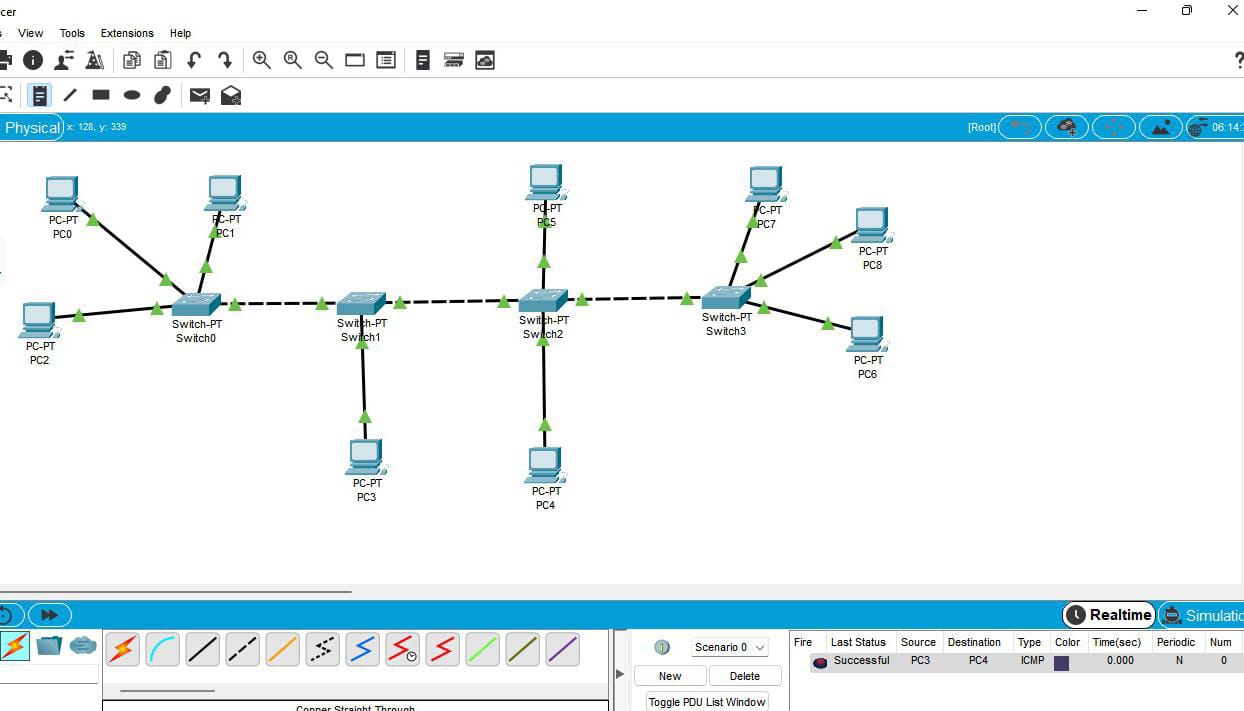 cer
View Tools Extensions Help
?
Physical x: 128, y: 339 [Root] 06:14:
PC-PT
PC0
PC-PT
PC1
PC-PT
PC5
PC-PT
PC7
PC-PT
PC8
PC-PT
PC2
Switch-PT
Switch0
Switch-PT
Switch1
Switch-PT
Switch2
Switch-PT
Switch3
PC-PT
PC6
PC-PT
PC3
PC-PT
PC4
Realtime Simulatio
Scenario 0
New Delete
Toggle PDU List Window
Fire Last Status Source Destination Type Color Time(sec) Periodic Num
Successful PC3 PC4 ICMP 0.000 N 0
Copper Straight-Through